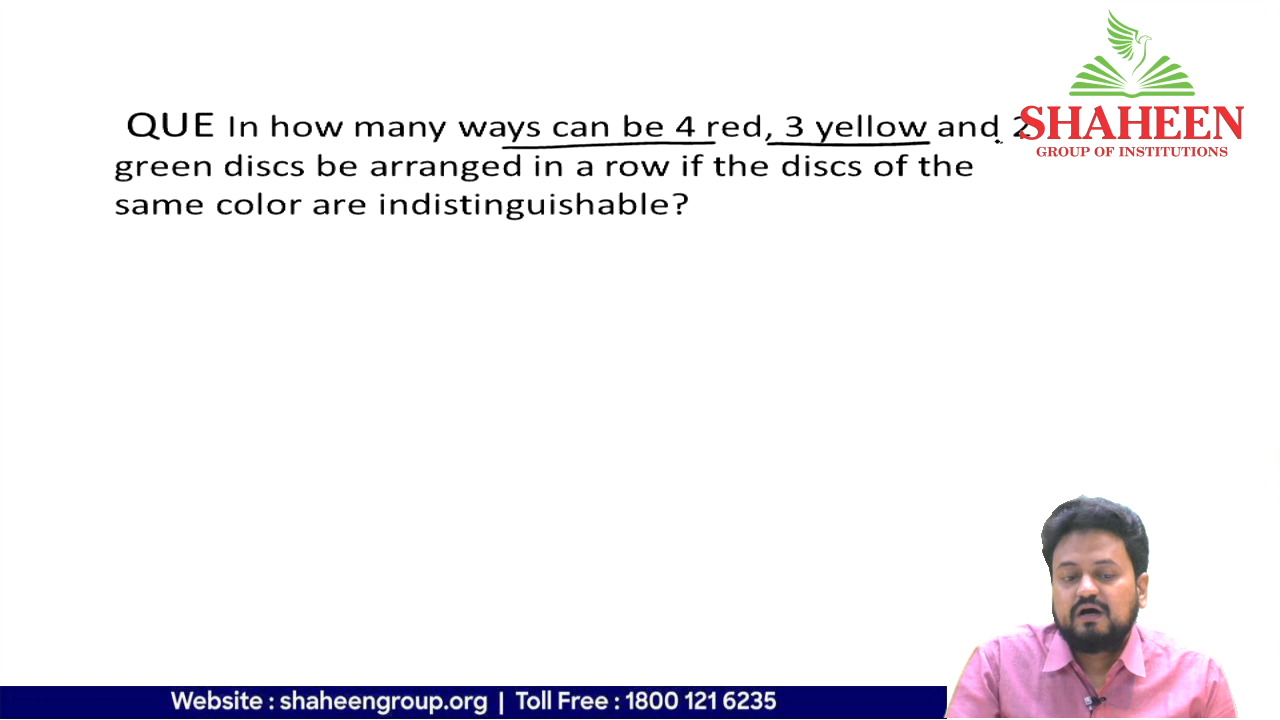 QUE In how many ways can be 4 red, 3 yellow and 2
green discs be arranged in a row if the discs of the
same color are indistinguishable?
SHAHEEN
GROUP OF INSTITUTIONS
Website : shaheengroup.org | Toll Free : 1800 121 6235